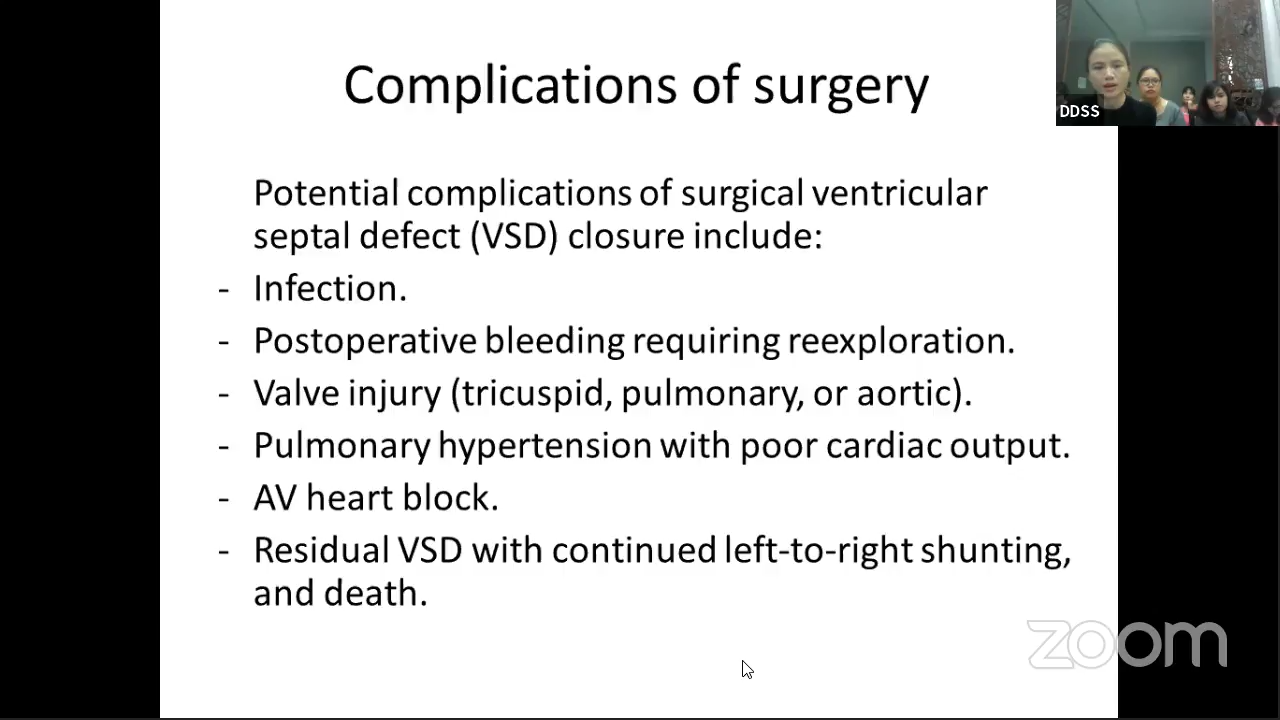 Complications of surgery
DDSS
Potential complications of surgical ventricular
septal defect (VSD) closure include:
- Infection.
- Postoperative bleeding requiring reexploration.
- Valve injury (tricuspid, pulmonary, or aortic).
- Pulmonary hypertension with poor cardiac output.
- AV heart block.
- Residual VSD with continued left-to-right shunting,
and death.
zoom